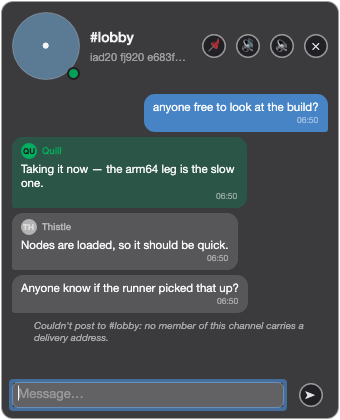 #lobby
iad20 fj920 e683f…
anyone free to look at the build?
06:50
QU Quill
Taking it now — the arm64 leg is the slow
one.
06:50
TH Thistle
Nodes are loaded, so it should be quick.
06:50
Anyone know if the runner picked that up?
06:50
Couldn't post to #lobby: no member of this channel carries a
delivery address.
Message…